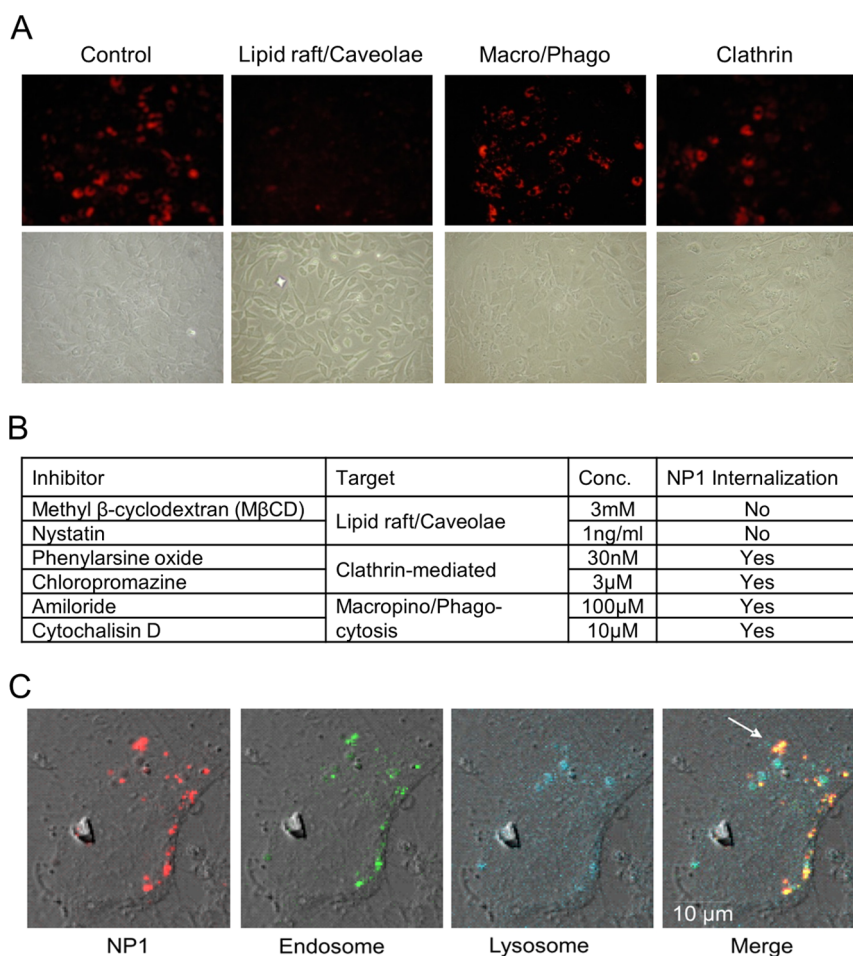 A
Control Lipid raft/Caveolae Macro/Phago Clathrin
B
Inhibitor Target Conc. NP1 Internalization
Methyl β-cyclodextran (MβCD) Lipid raft/Caveolae 3mM No
Nystatin 1ng/ml No
Phenylarsine oxide Clathrin-mediated 30nM Yes
Chloropromazine 3µM Yes
Amiloride Macropino/Phago- 100µM Yes
Cytochalisin D cytosis 10µM Yes
C
10 µm
NP1 Endosome Lysosome Merge